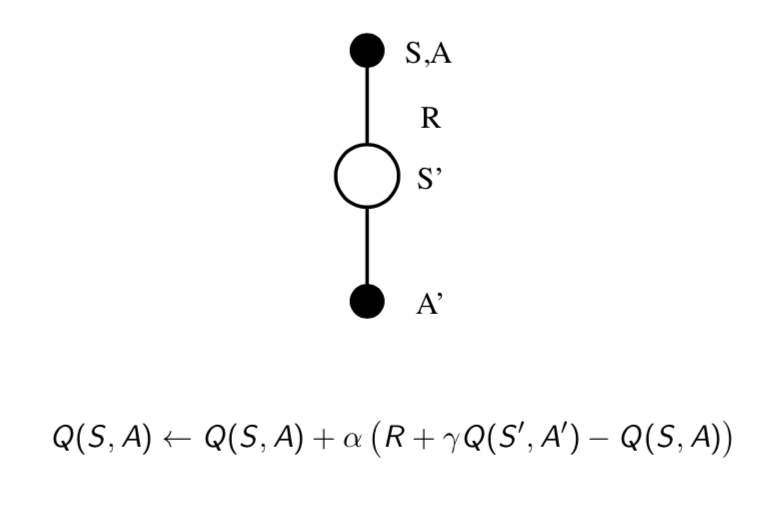 S,A
R
S’
A’
Q(S, A) ← Q(S, A) + α (R + γQ(S′, A′) − Q(S, A))